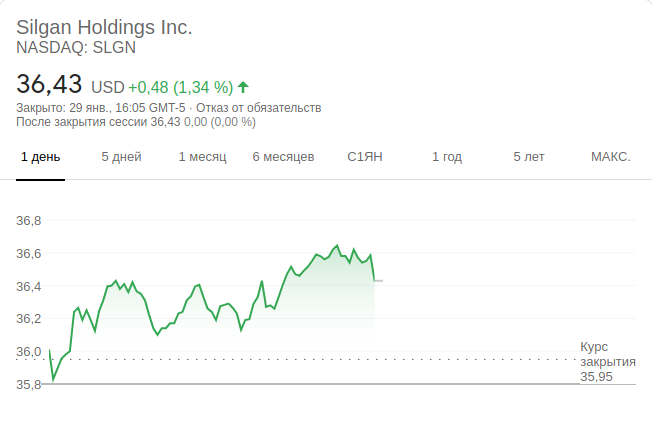 Silgan Holdings Inc.
NASDAQ: SLGN
36,43 USD +0,48 (1,34 %)
Закрыто: 29 янв., 16:05 GMT-5 · Отказ от обязательств
После закрытия сессии 36,43 0,00 (0,00 %)
1 день 5 дней 1 месяц 6 месяцев С1ЯН 1 год 5 лет МАКС.
36,8
36,6
36,4
36,2
36,0
35,8
Курс
закрытия
35,95